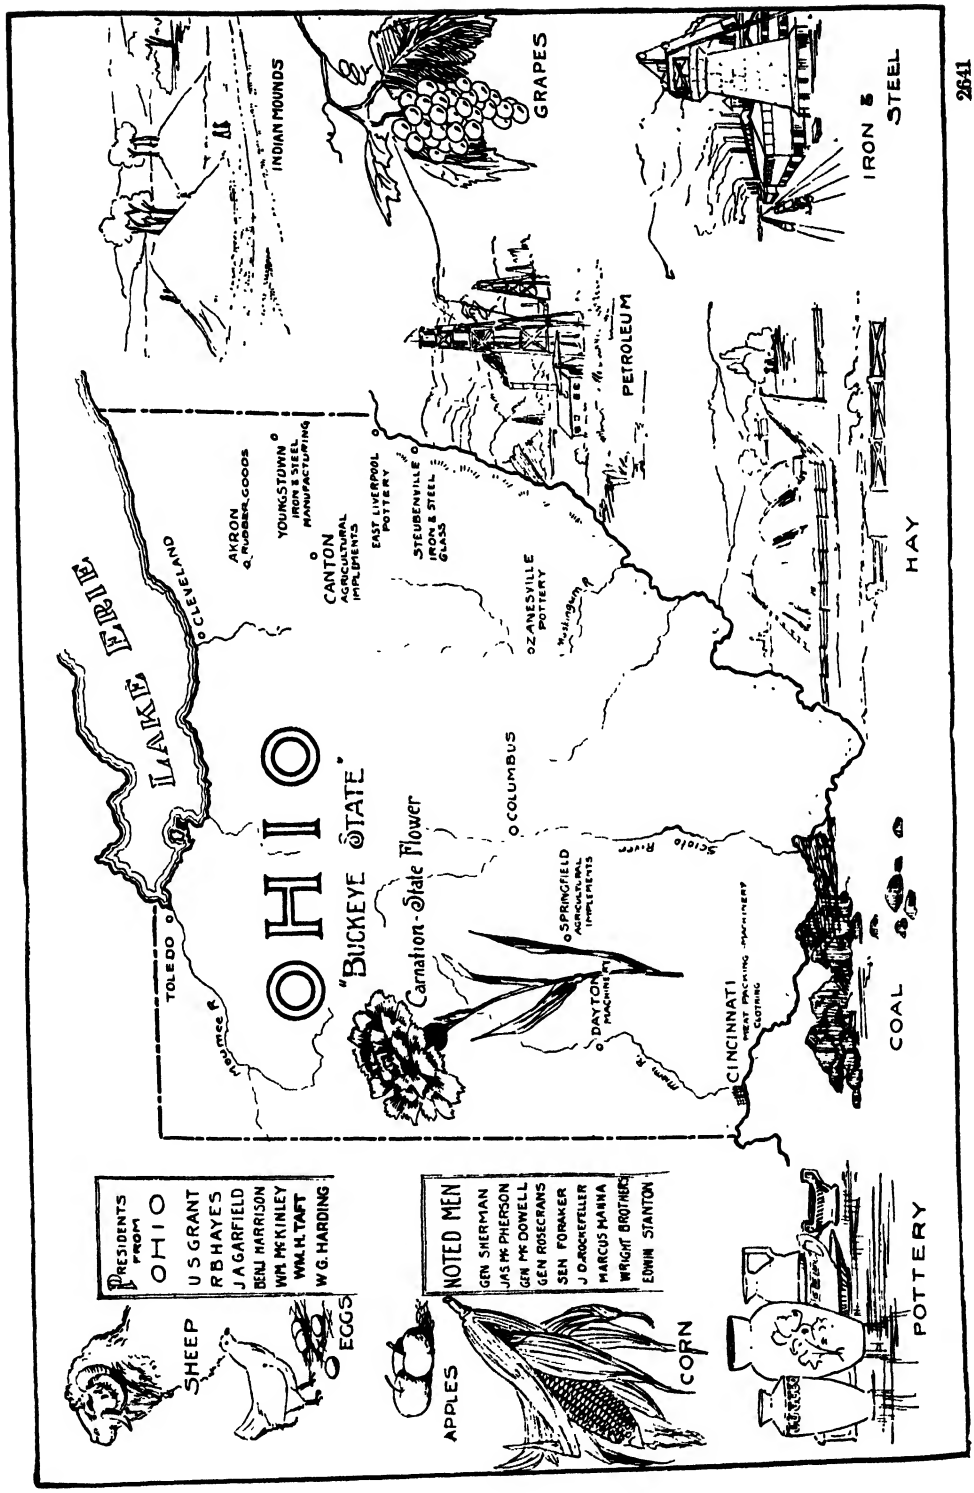 PRESIDENTS
FROM
OHIO
U S GRANT
R B HAYES
J A GARFIELD
BENJ HARRISON
WM. MCKINLEY
WM. H. TAFT
W G. HARDING
SHEEP
EGGS
NOTED MEN
GEN SHERMAN
JAS MCPHERSON
GEN MCDOWELL
GEN ROSECRANS
SEN FORAKER
J D ROCKEFELLER
MARCUS MANNA
WRIGHT BROTHERS
EDWIN STANTON
APPLES
CORN
POTTERY
LAKE ERIE
TOLEDO
Maumee R
CLEVELAND
OHIO
"BUCKEYE STATE"
Carnation - State Flower
AKRON
RUBBER GOODS
YOUNGSTOWN
IRON & STEEL
MANUFACTURING
CANTON
AGRICULTURAL
IMPLEMENTS
EAST LIVERPOOL
POTTERY
STEUBENVILLE
IRON & STEEL
GLASS
ZANESVILLE
POTTERY
Muskingum R
COLUMBUS
Scioto
River
SPRINGFIELD
AGRICULTURAL
IMPLEMENTS
DAYTON
MACHINERY
Miami R
CINCINNATI
MEAT PACKING - MACHINERY
CLOTHING
COAL
INDIAN MOUNDS
GRAPES
PETROLEUM
IRON &
STEEL
HAY
2641